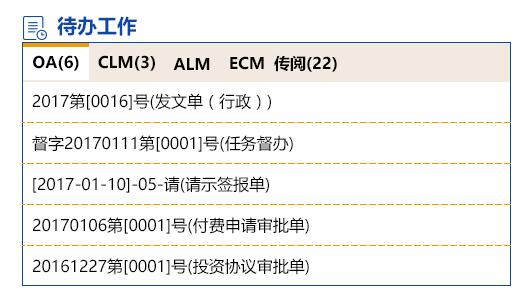 待办工作
OA(6) CLM(3) ALM ECM 传阅(22)
2017第[0016]号(发文单（行政）)
督字20170111第[0001]号(任务督办)
[2017-01-10]-05-请(请示签报单)
20170106第[0001]号(付费申请审批单)
20161227第[0001]号(投资协议审批单)